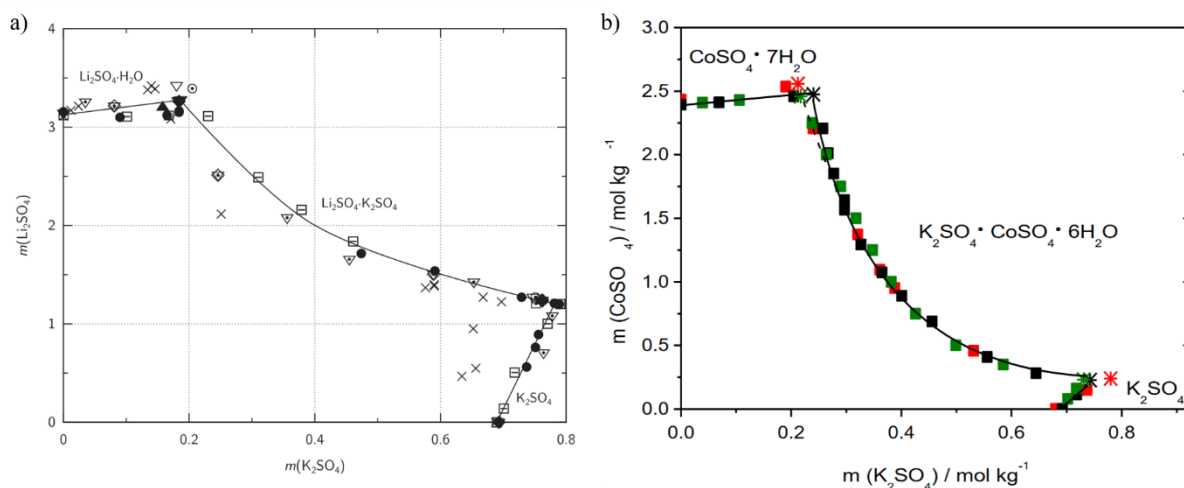 a)
4
3
2
1
0
0
0.2
0.4
0.6
0.8
m(Li₂SO₄)
m(K₂SO₄)
Li₂SO₄·H₂O
Li₂SO₄·K₂SO₄
K₂SO₄
b)
3.0
2.5
2.0
1.5
1.0
0.5
0.0
0.0
0.2
0.4
0.6
0.8
m (CoSO₄) / mol kg⁻¹
m (K₂SO₄) / mol kg⁻¹
CoSO₄· 7H₂O
K₂SO₄· CoSO₄· 6H₂O
K₂SO₄